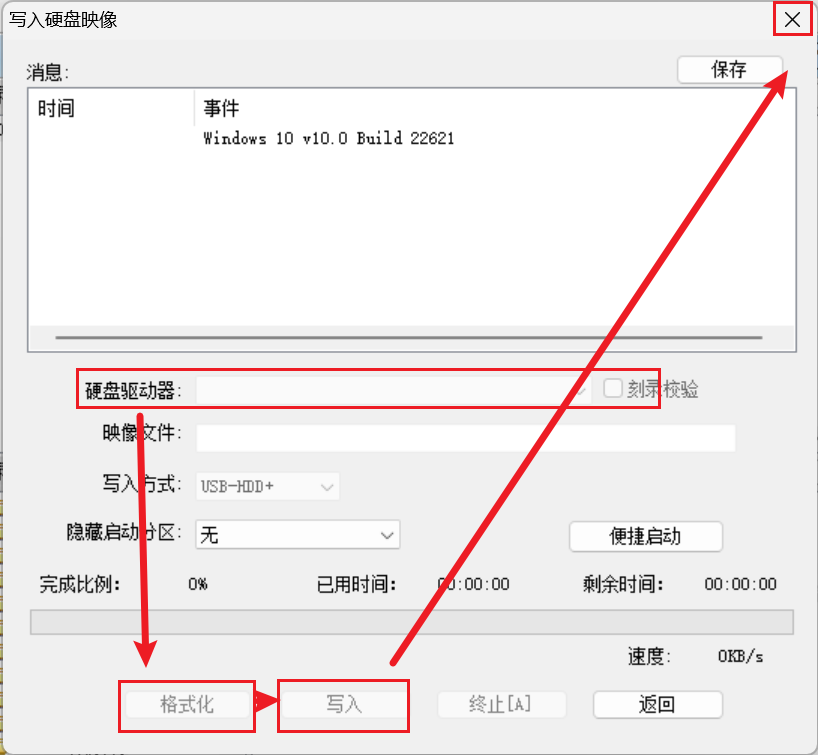 写入硬盘映像
消息:
保存
时间 事件
Windows 10 v10.0 Build 22621
硬盘驱动器: 刻录校验
映像文件:
写入方式: USB-HDD+
隐藏启动分区: 无 便捷启动
完成比例: 0% 已用时间: 00:00:00 剩余时间: 00:00:00
速度: 0KB/s
格式化 写入 终止[A] 返回